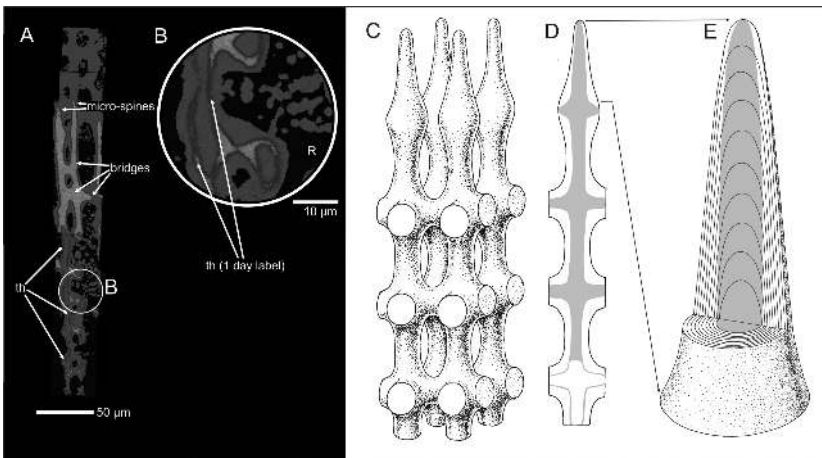 A
B
C
D
E
micro-spines
bridges
R
10 µm
th (1 day label)
th
B
50 µm